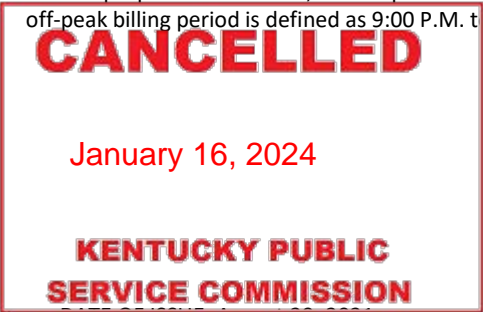 off-peak billing period is defined as 9:00 P.M. t
CANCELLED
January 16, 2024
KENTUCKY PUBLIC
SERVICE COMMISSION